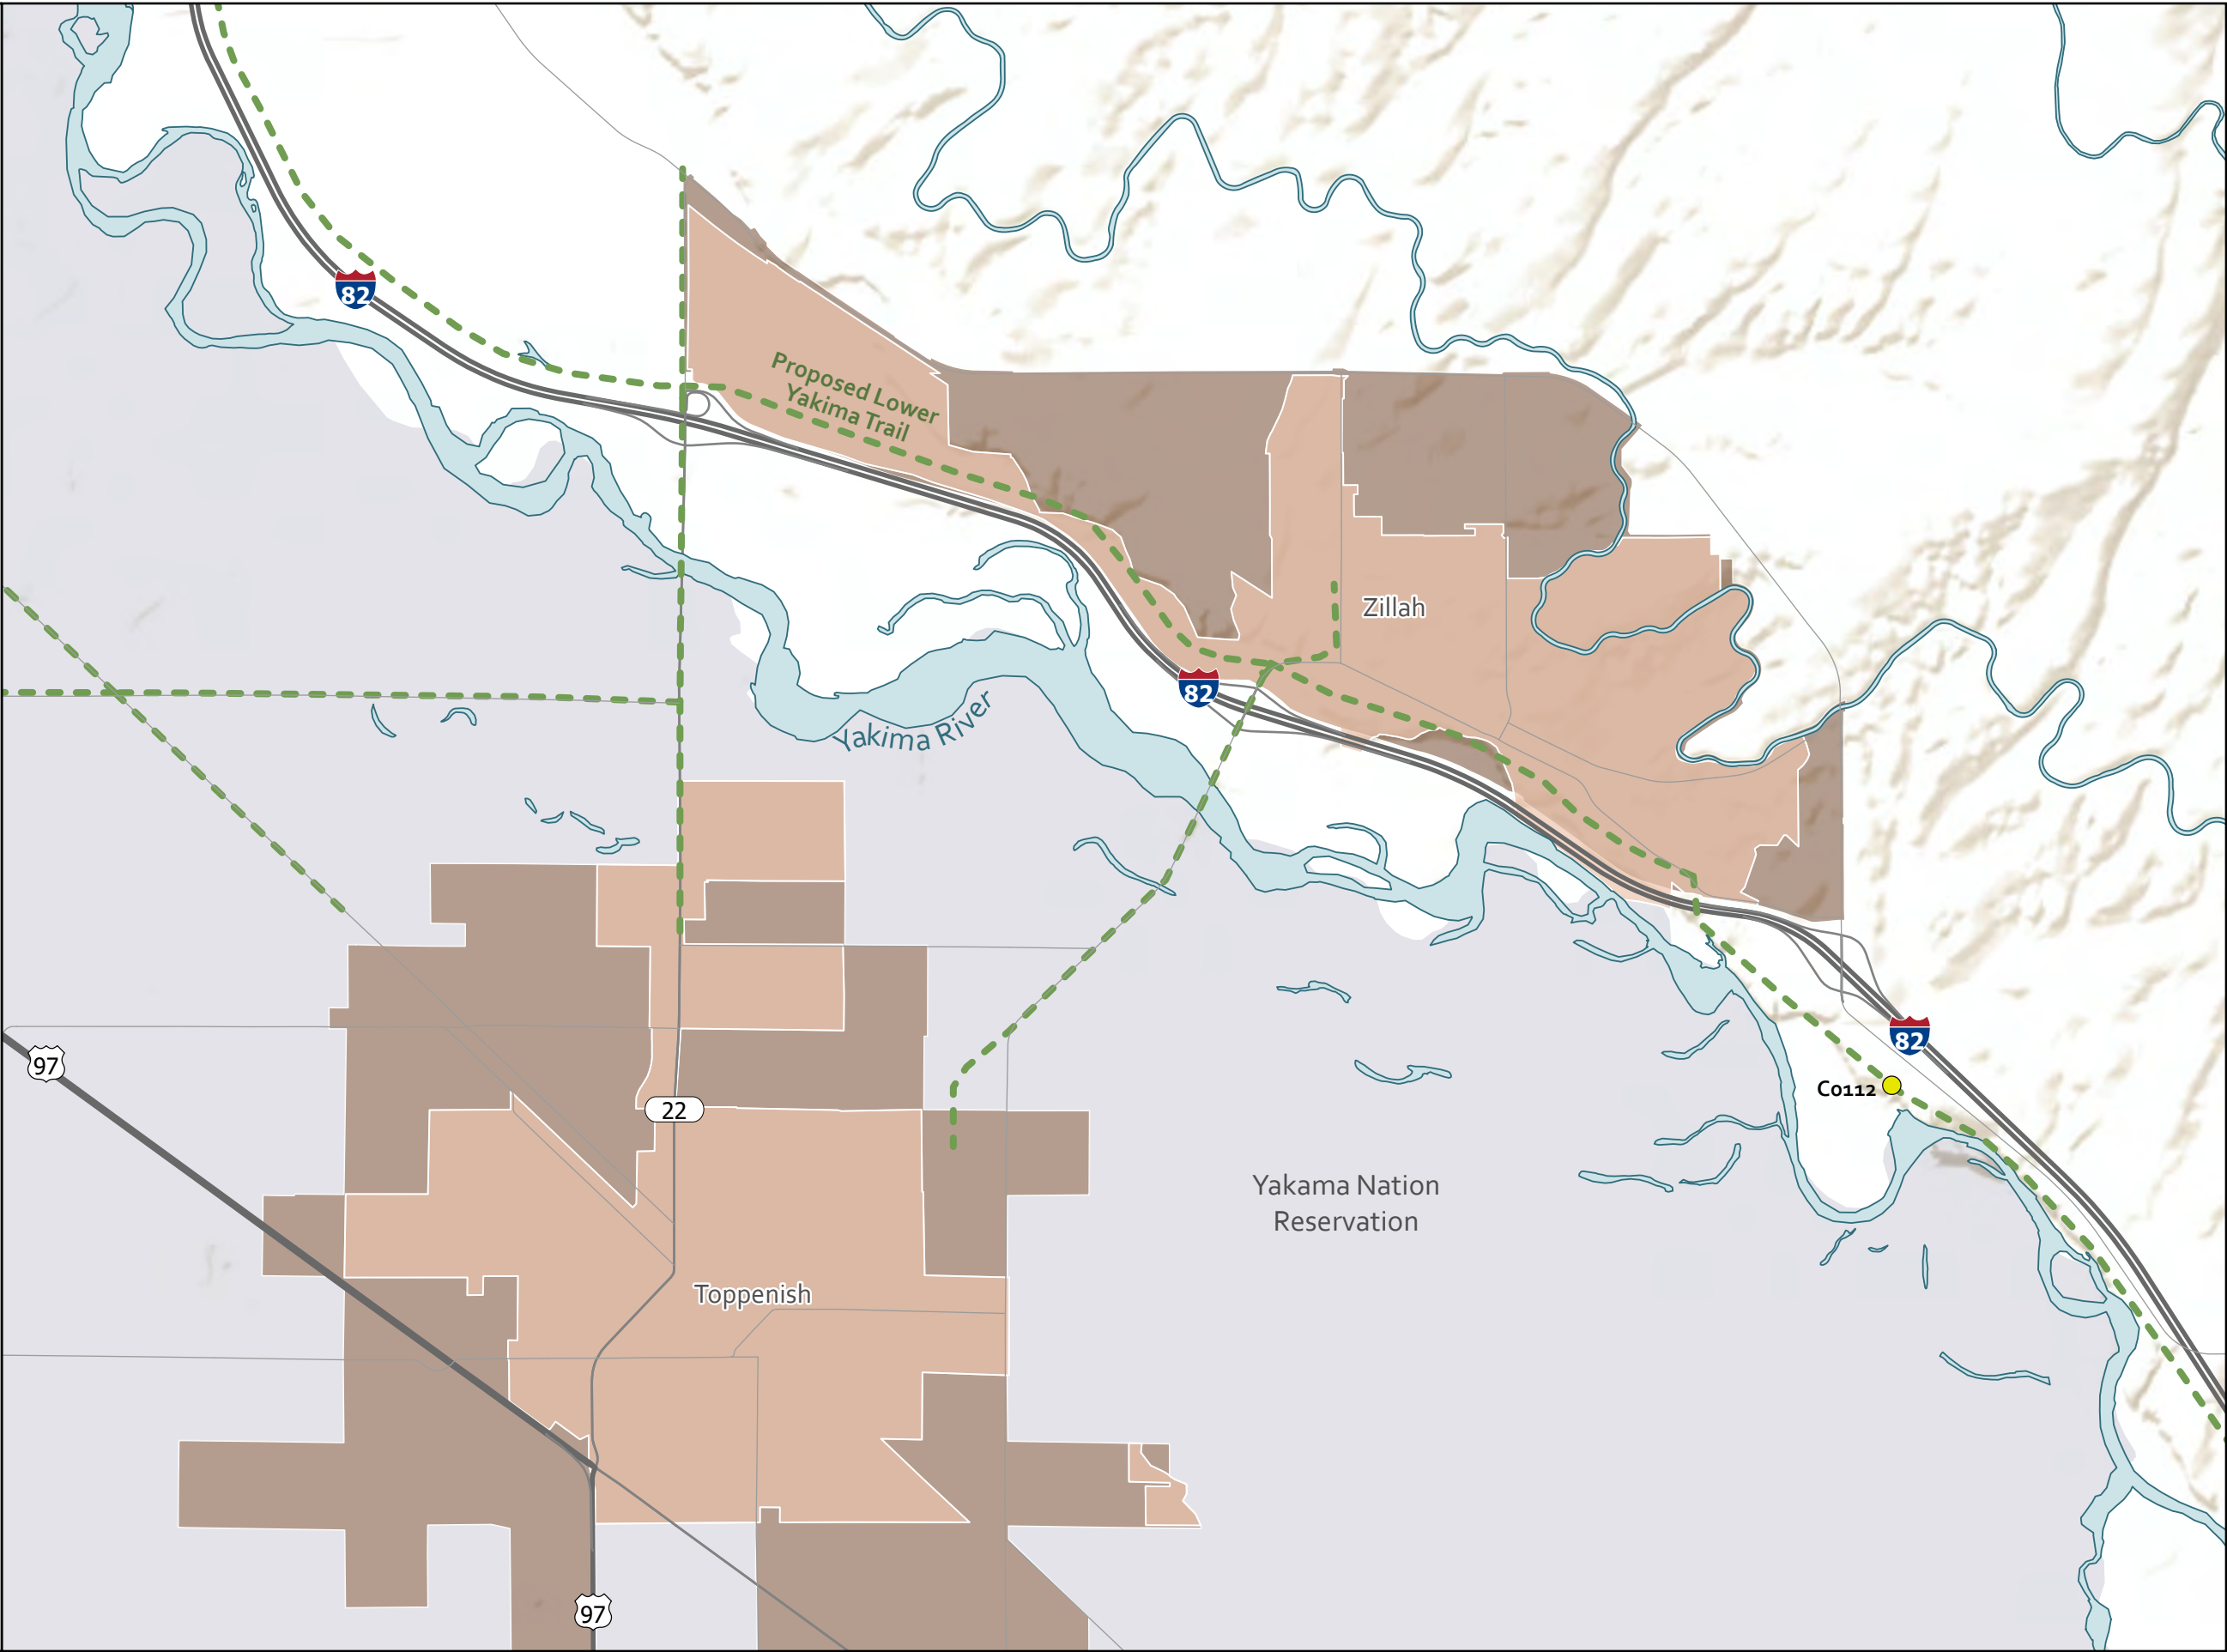 82
Proposed Lower
Yakima Trail
Zillah
82
Yakima River
82
97
C0112
22
Yakama Nation
Reservation
Toppenish
97